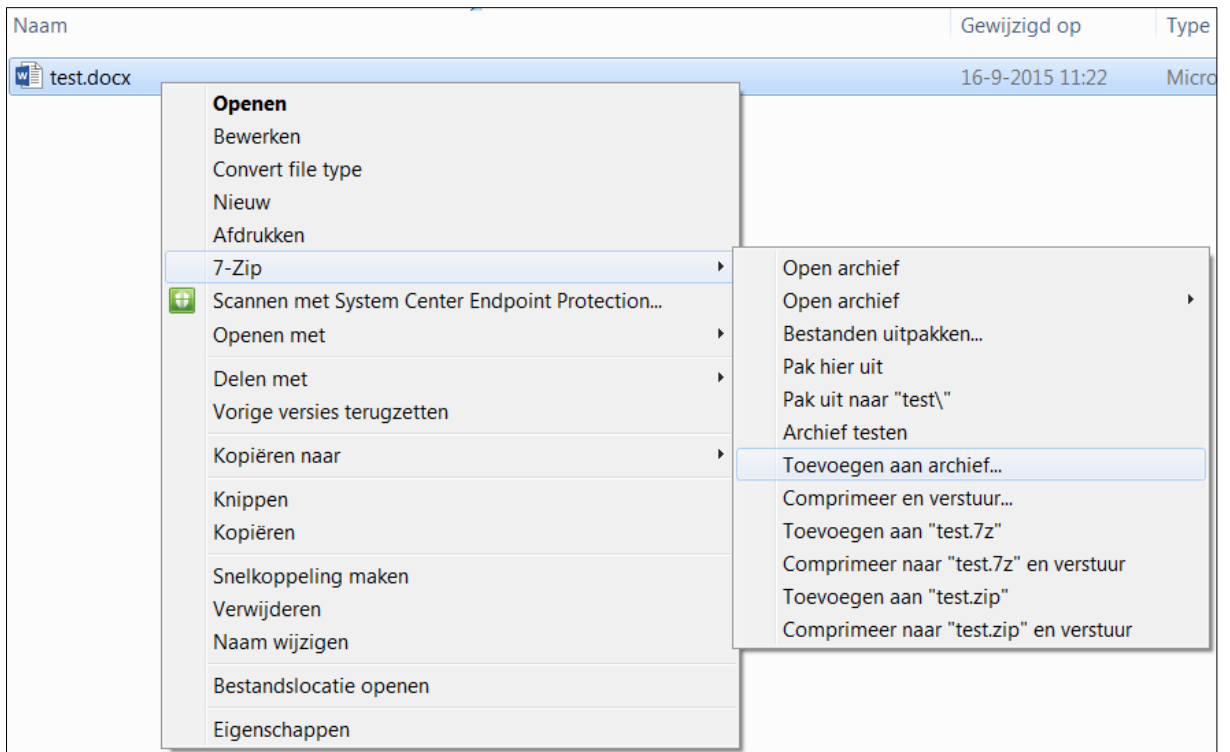 Naam Gewijzigd op Type
test.docx 16-9-2015 11:22 Micro
Openen
Bewerken
Convert file type
Nieuw
Afdrukken
7-Zip
Scannen met System Center Endpoint Protection...
Openen met
Delen met
Vorige versies terugzetten
Kopiëren naar
Knippen
Kopiëren
Snelkoppeling maken
Verwijderen
Naam wijzigen
Bestandslocatie openen
Eigenschappen
Open archief
Open archief
Bestanden uitpakken...
Pak hier uit
Pak uit naar "test\"
Archief testen
Toevoegen aan archief...
Comprimeer en verstuur...
Toevoegen aan "test.7z"
Comprimeer naar "test.7z" en verstuur
Toevoegen aan "test.zip"
Comprimeer naar "test.zip" en verstuur